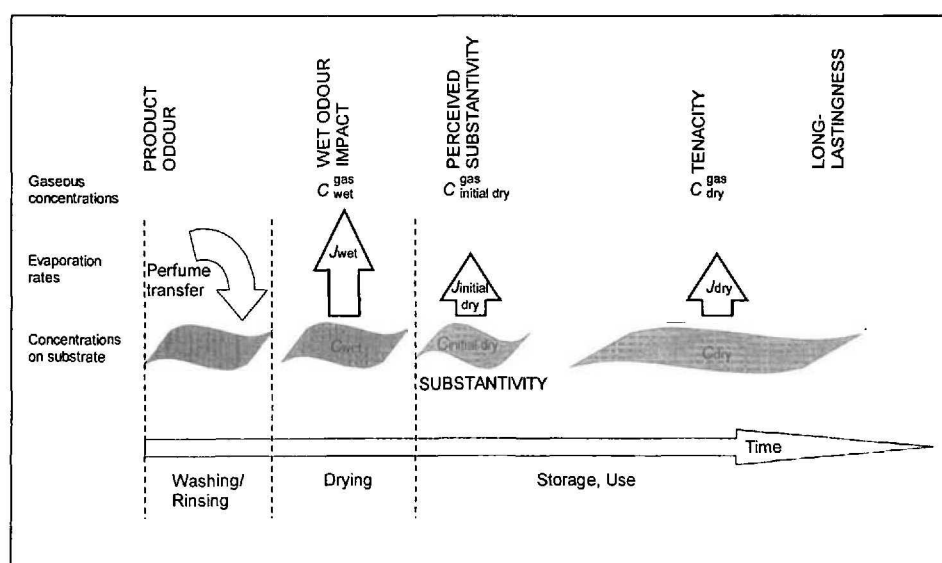 PRODUCT
ODOUR
WET ODOUR
IMPACT
PERCEIVED
SUBSTANTIVITY
TENACITY
LONG-
LASTINGNESS
Gaseous
concentrations
C gas wet
C gas initial dry
C gas dry
Evaporation
rates
Perfume
transfer
Jwet
Jinitial
dry
Jdry
Concentrations
on substrate
Cwet
Cinitial dry
Cdry
SUBSTANTIVITY
Time
Washing/
Rinsing
Drying
Storage, Use